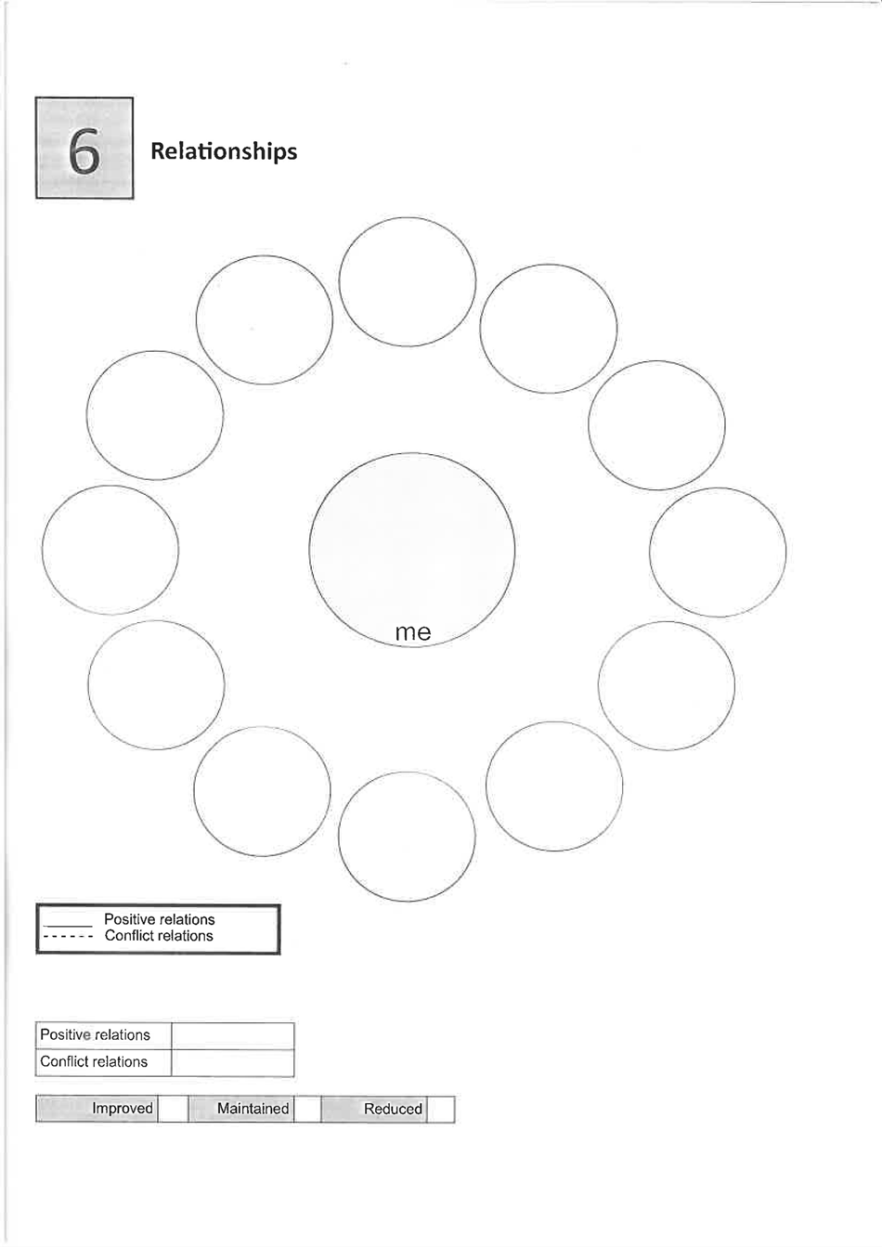 6
Relationships
me
Positive relations
Conflict relations
Positive relations
Conflict relations
Improved Maintained Reduced